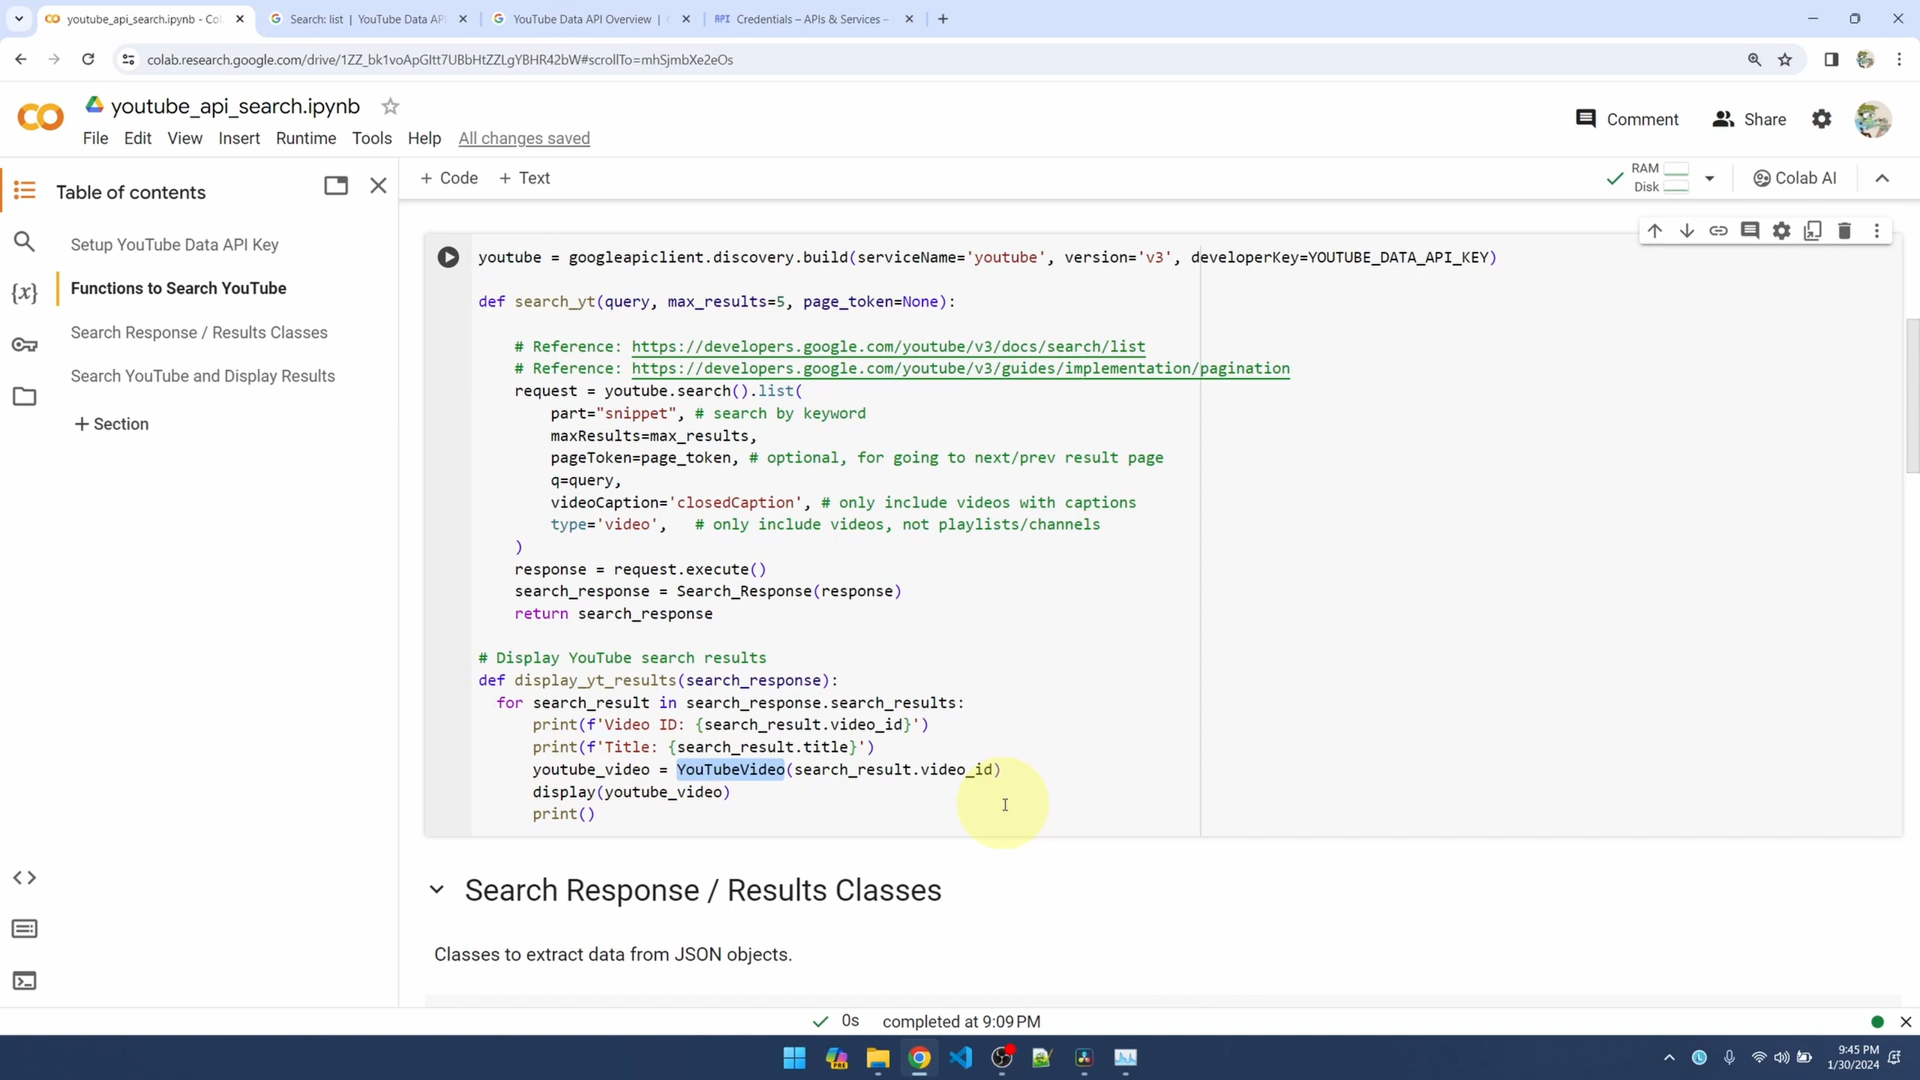 youtube_api_search.ipynb - Col
Search: list | YouTube Data AP
YouTube Data API Overview |
API Credentials – APIs & Services –
colab.research.google.com/drive/1ZZ_bk1voApGItt7UBbHtZZLgYBHR42bW#scrollTo=mhSjmbXe2eOs
CO youtube_api_search.ipynb
File Edit View Insert Runtime Tools Help All changes saved
Comment Share
Table of contents
+ Code + Text
RAM
Disk
Colab AI
Setup YouTube Data API Key
Functions to Search YouTube
Search Response / Results Classes
Search YouTube and Display Results
+ Section
{x}
youtube = googleapiclient.discovery.build(serviceName='youtube', version='v3', developerKey=YOUTUBE_DATA_API_KEY)
def search_yt(query, max_results=5, page_token=None):
# Reference: https://developers.google.com/youtube/v3/docs/search/list
# Reference: https://developers.google.com/youtube/v3/guides/implementation/pagination
request = youtube.search().list(
part="snippet", # search by keyword
maxResults=max_results,
pageToken=page_token, # optional, for going to next/prev result page
q=query,
videoCaption='closedCaption', # only include videos with captions
type='video', # only include videos, not playlists/channels
)
response = request.execute()
search_response = Search_Response(response)
return search_response
# Display YouTube search results
def display_yt_results(search_response):
for search_result in search_response.search_results:
print(f'Video ID: {search_result.video_id}')
print(f'Title: {search_result.title}')
youtube_video = YouTubeVideo(search_result.video_id)
display(youtube_video)
print()
Search Response / Results Classes
Classes to extract data from JSON objects.
0s completed at 9:09 PM
PRE
9:45 PM
1/30/2024